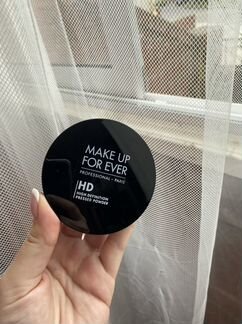 MAKE UP
FOR EVER
PROFESSIONAL - PARIS
HD
HIGH DEFINITION
PRESSED POWDER